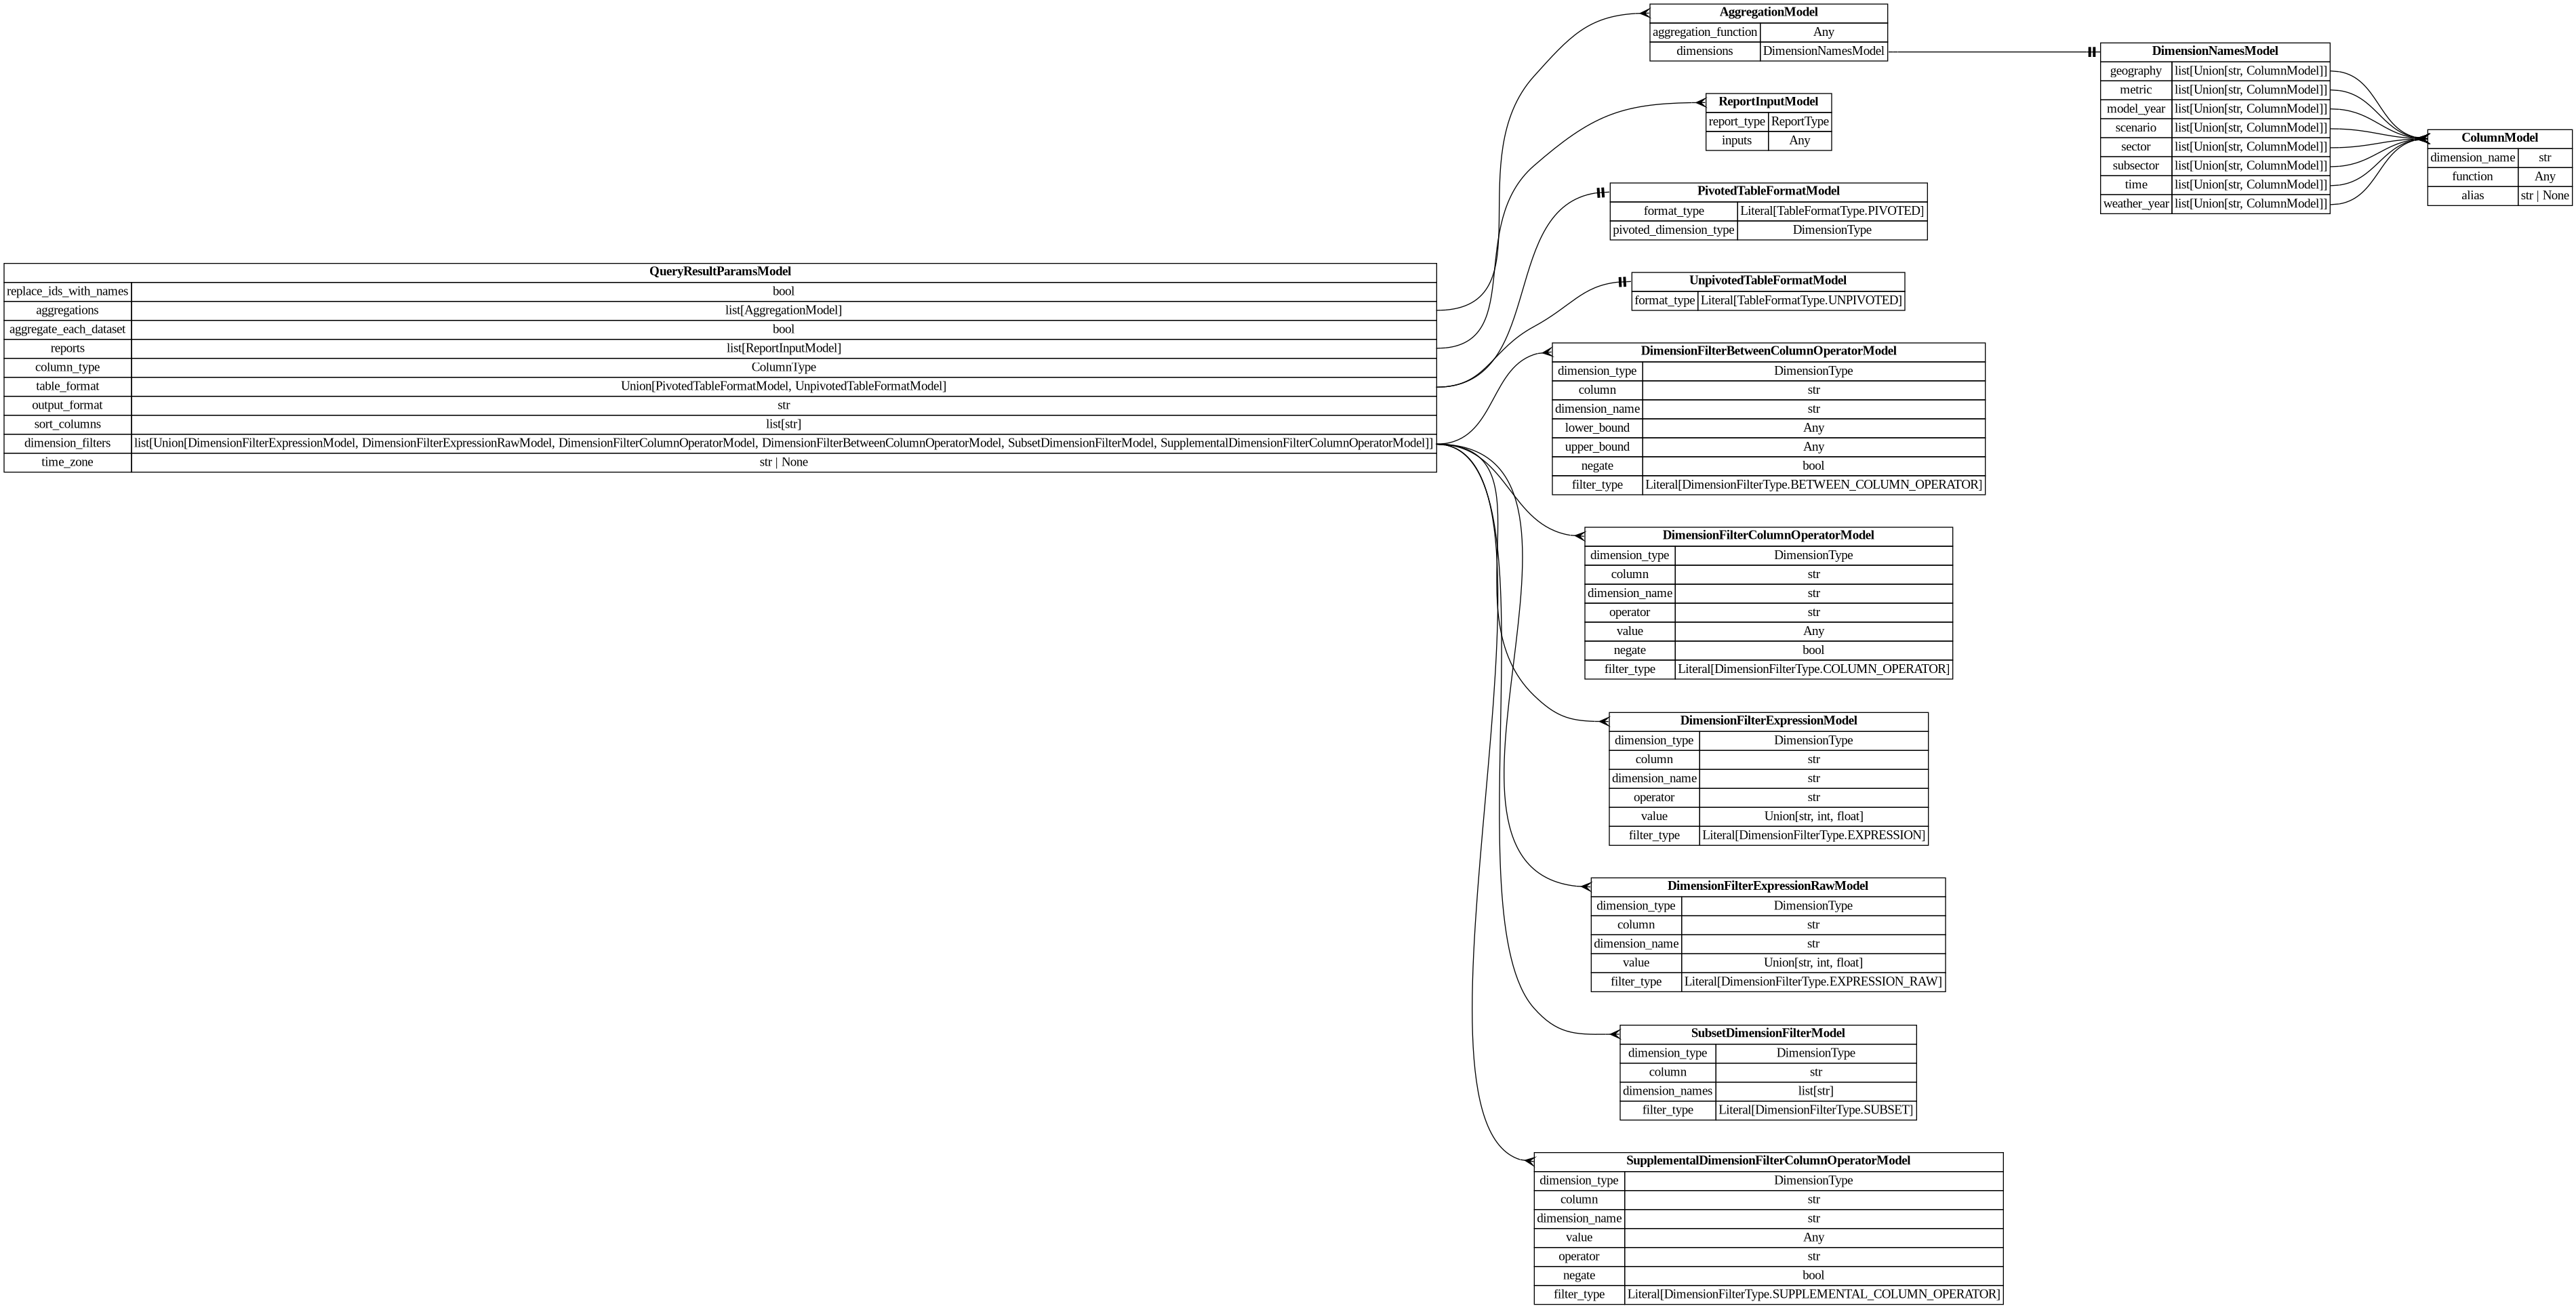 AggregationModel
aggregation_function Any
dimensions DimensionNamesModel
DimensionNamesModel
geography list[Union[str, ColumnModel]]
metric list[Union[str, ColumnModel]]
model_year list[Union[str, ColumnModel]]
scenario list[Union[str, ColumnModel]]
sector list[Union[str, ColumnModel]]
subsector list[Union[str, ColumnModel]]
time list[Union[str, ColumnModel]]
weather_year list[Union[str, ColumnModel]]
ColumnModel
dimension_name str
function Any
alias str | None
ReportInputModel
report_type ReportType
inputs Any
PivotedTableFormatModel
format_type Literal[TableFormatType.PIVOTED]
pivoted_dimension_type DimensionType
QueryResultParamsModel
replace_ids_with_names bool
aggregations list[AggregationModel]
aggregate_each_dataset bool
reports list[ReportInputModel]
column_type ColumnType
table_format Union[PivotedTableFormatModel, UnpivotedTableFormatModel]
output_format str
sort_columns list[str]
dimension_filters list[Union[DimensionFilterExpressionModel, DimensionFilterExpressionRawModel, DimensionFilterColumnOperatorModel, DimensionFilterBetweenColumnOperatorModel, SubsetDimensionFilterModel, SupplementalDimensionFilterColumnOperatorModel]]
time_zone str | None
UnpivotedTableFormatModel
format_type Literal[TableFormatType.UNPIVOTED]
DimensionFilterBetweenColumnOperatorModel
dimension_type DimensionType
column str
dimension_name str
lower_bound Any
upper_bound Any
negate bool
filter_type Literal[DimensionFilterType.BETWEEN_COLUMN_OPERATOR]
DimensionFilterColumnOperatorModel
dimension_type DimensionType
column str
dimension_name str
operator str
value Any
negate bool
filter_type Literal[DimensionFilterType.COLUMN_OPERATOR]
DimensionFilterExpressionModel
dimension_type DimensionType
column str
dimension_name str
operator str
value Union[str, int, float]
filter_type Literal[DimensionFilterType.EXPRESSION]
DimensionFilterExpressionRawModel
dimension_type DimensionType
column str
dimension_name str
value Union[str, int, float]
filter_type Literal[DimensionFilterType.EXPRESSION_RAW]
SubsetDimensionFilterModel
dimension_type DimensionType
column str
dimension_names list[str]
filter_type Literal[DimensionFilterType.SUBSET]
SupplementalDimensionFilterColumnOperatorModel
dimension_type DimensionType
column str
dimension_name str
value Any
operator str
negate bool
filter_type Literal[DimensionFilterType.SUPPLEMENTAL_COLUMN_OPERATOR]